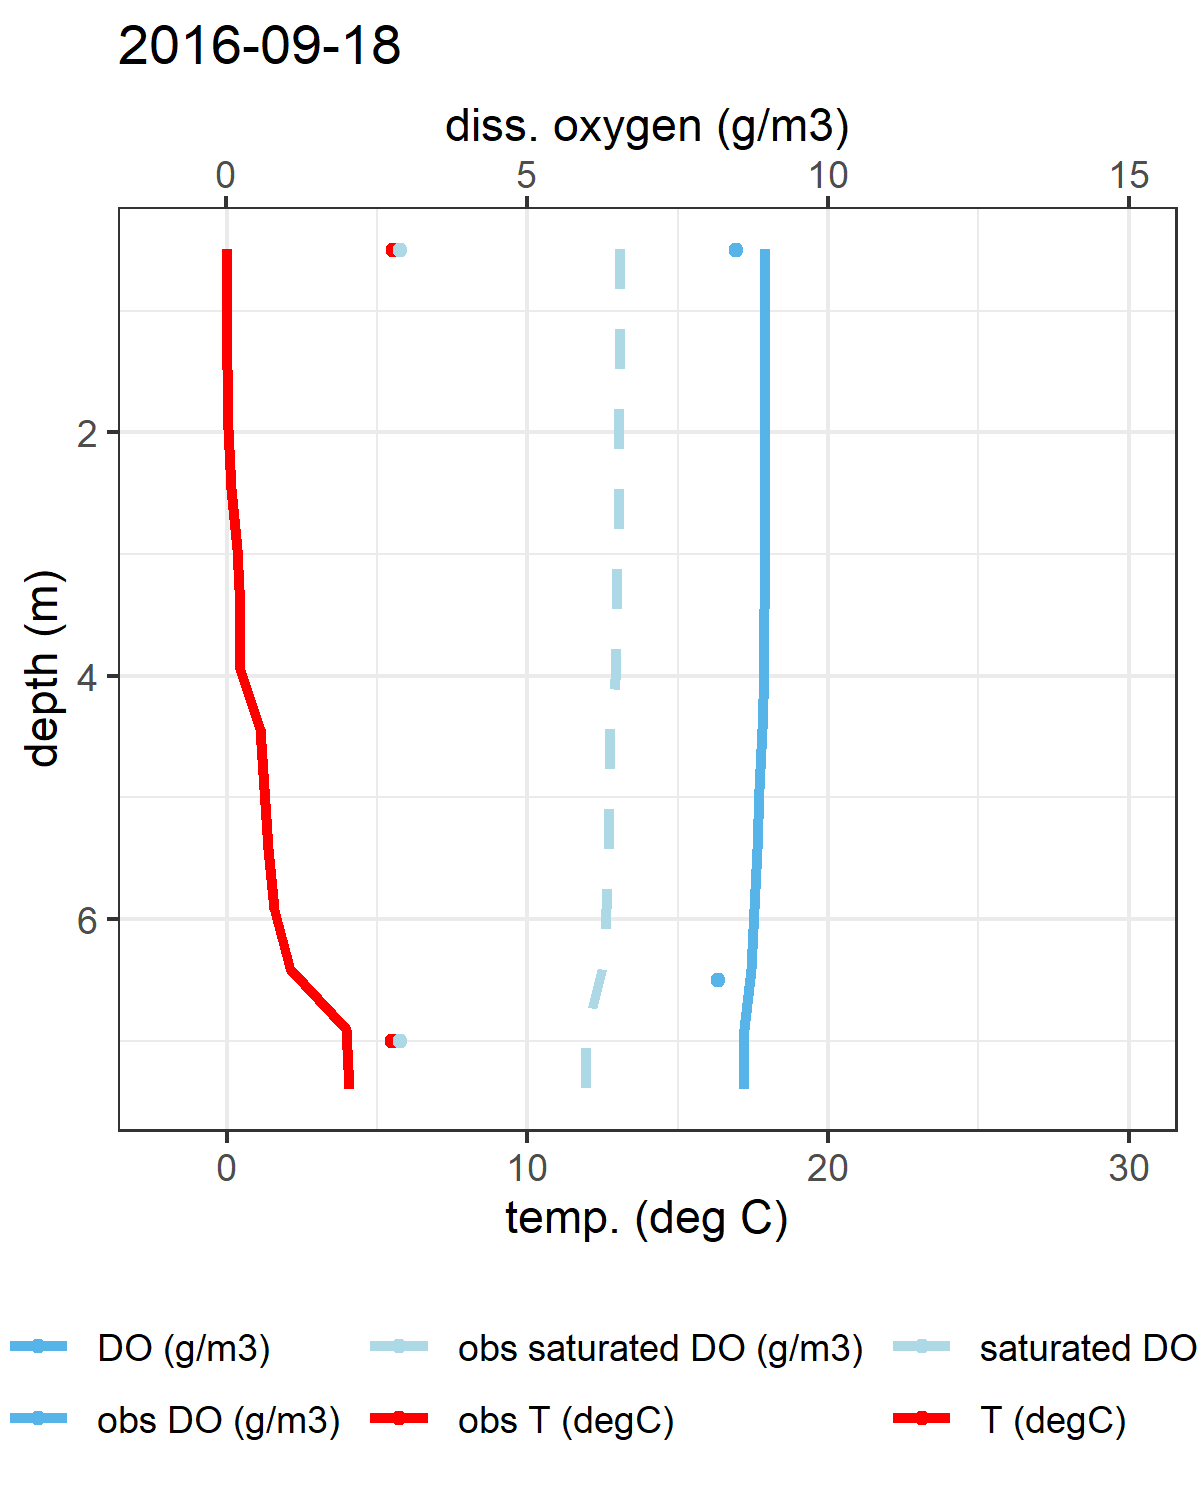 2016-09-18
diss. oxygen (g/m3)
0 5 10 15
depth (m)
2
4
6
0 10 20 30
temp. (deg C)
DO (g/m3) obs saturated DO (g/m3) saturated DO
obs DO (g/m3) obs T (degC) T (degC)